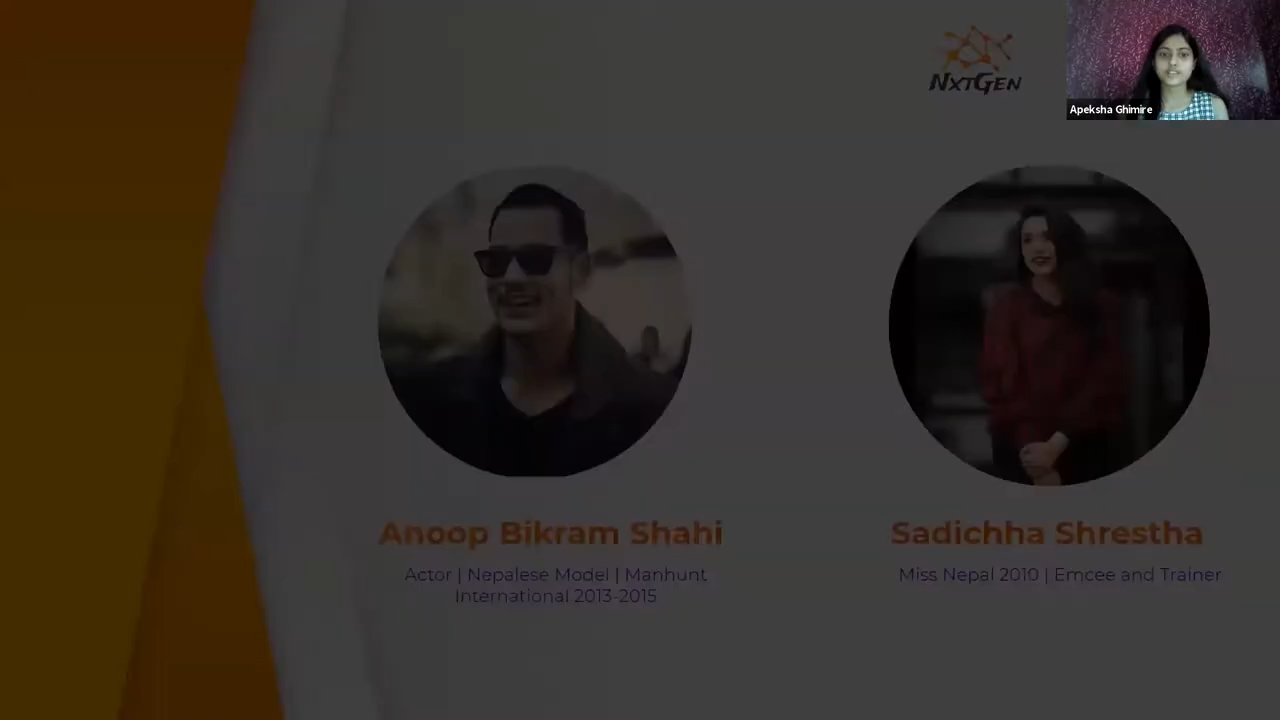 NxtGen
Apeksha Ghimire
Anoop Bikram Shahi
Sadichha Shrestha
Actor | Nepalese Model | Manhunt
International 2013-2015
Miss Nepal 2010 | Emcee and Trainer